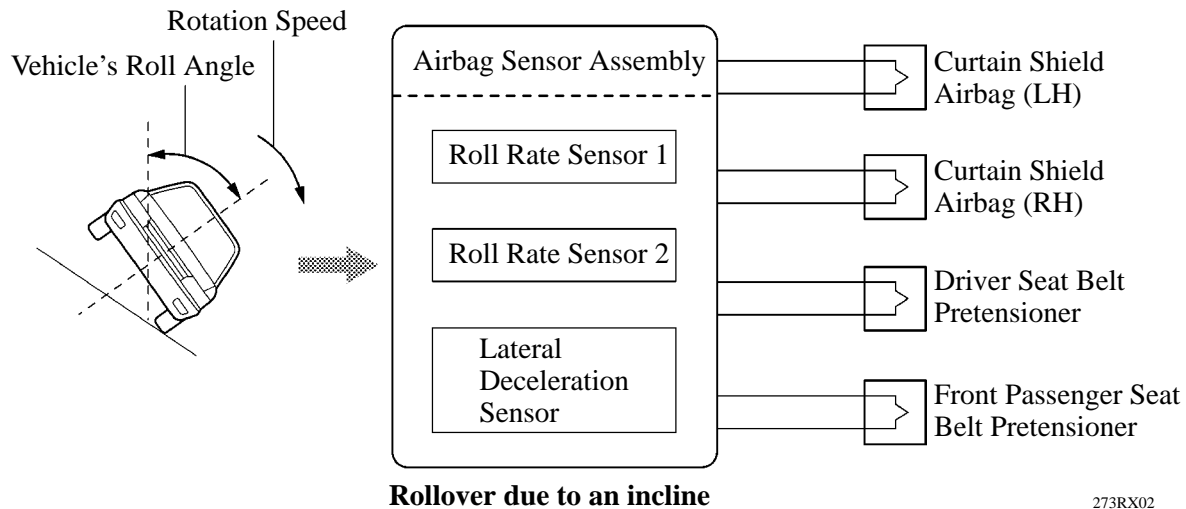 Rotation Speed
Vehicle's Roll Angle
Airbag Sensor Assembly
Roll Rate Sensor 1
Roll Rate Sensor 2
Lateral
Deceleration
Sensor
Curtain Shield
Airbag (LH)
Curtain Shield
Airbag (RH)
Driver Seat Belt
Pretensioner
Front Passenger Seat
Belt Pretensioner
Rollover due to an incline
273RX02